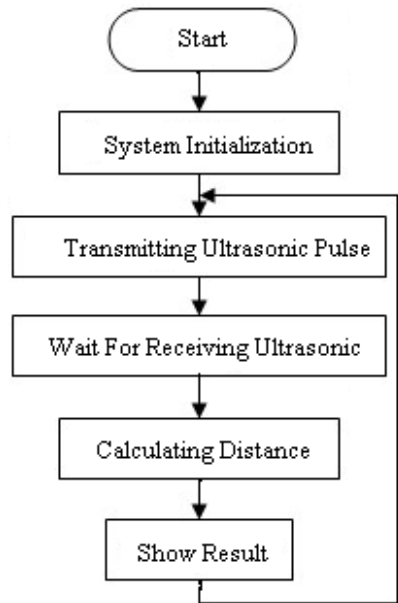 Start
System Initialization
Transmitting Ultrasonic Pulse
Wait For Receiving Ultrasonic
Calculating Distance
Show Result